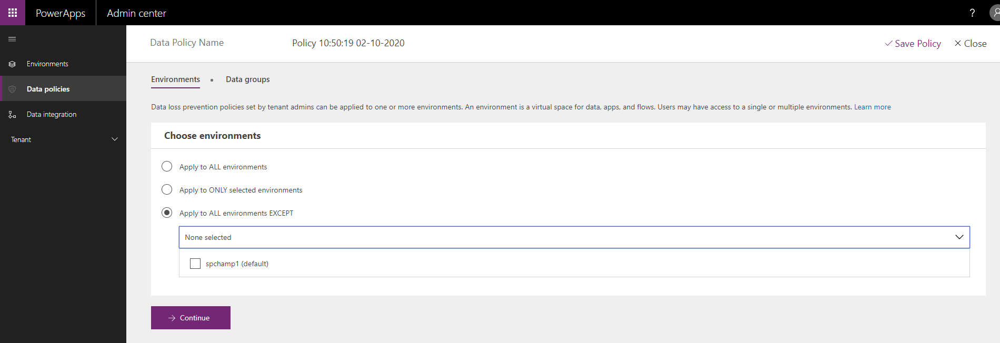 PowerApps
Admin center
?
Environments
Data policies
Data integration
Tenant
Data Policy Name
Policy 10:50:19 02-10-2020
Save Policy
Close
Environments
Data groups
Data loss prevention policies set by tenant admins can be applied to one or more environments. An environment is a virtual space for data, apps, and flows. Users may have access to a single or multiple environments. Learn more
Choose environments
Apply to ALL environments
Apply to ONLY selected environments
Apply to ALL environments EXCEPT
None selected
spchamp1 (default)
Continue